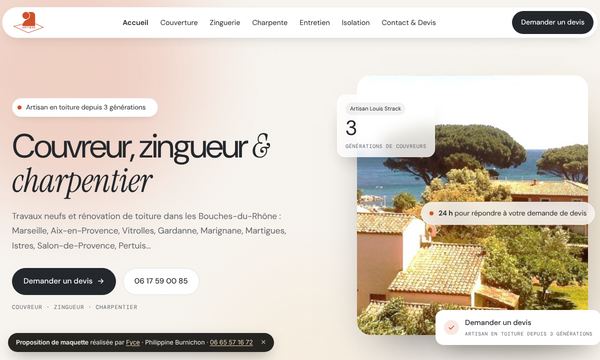 Accueil
Couverture
Zinguerie
Charpente
Entretien
Isolation
Contact & Devis
Demander un devis
Artisan en toiture depuis 3 générations
Couvreur, zingueur &
charpentier
Travaux neufs et rénovation de toiture dans les Bouches-du-Rhône :
Marseille, Aix-en-Provence, Vitrolles, Gardanne, Marignane, Martigues,
Istres, Salon-de-Provence, Pertuis...
Demander un devis →
06 17 59 00 85
COUVREUR · ZINGUEUR · CHARPENTIER
Artisan Louis Strack
3
GÉNÉRATIONS DE COUVREURS
24 h pour répondre à votre demande de devis
Demander un devis
ARTISAN EN TOITURE DEPUIS 3 GÉNÉRATIONS
Proposition de maquette réalisée par Fyce · Philippine Burnichon · 06 65 57 16 72 ×